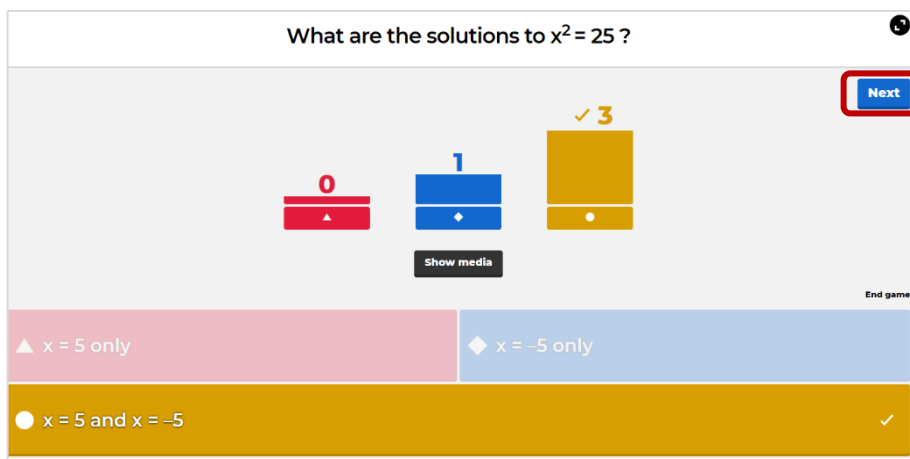 What are the solutions to x² = 25 ?
Next
3
1
0
Show media
End game
x = 5 only
x = –5 only
x = 5 and x = –5